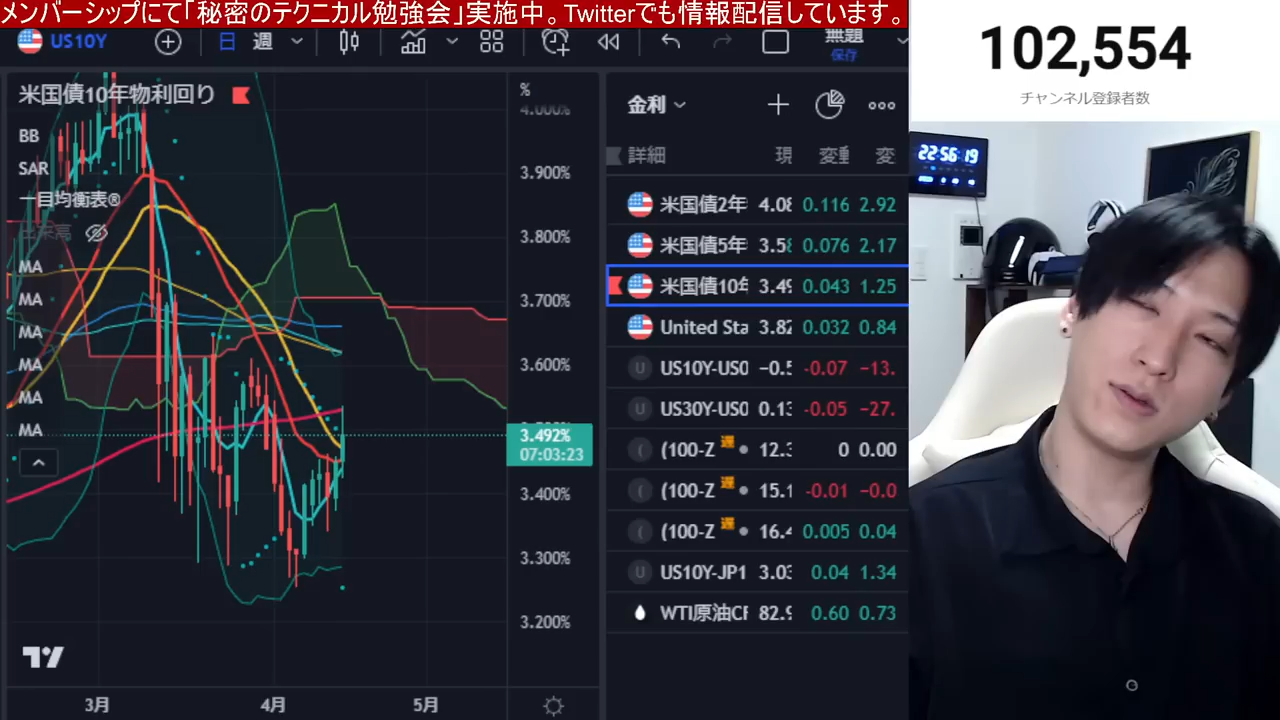 メンバーシップにて「秘密のテクニカル勉強会」実施中。Twitterでも情報配信しています。
US10Y
日 週
無題
保存
米国債10年物利回り
BB
SAR
一目均衡表®
出来高
MA
MA
MA
MA
MA
MA
%
4.000%
3.900%
3.800%
3.700%
3.600%
3.492%
07:03:23
3.400%
3.300%
3.200%
3月 4月 5月
金利
詳細 現 変動 変
米国債2年 4.08 0.116 2.92
米国債5年 3.58 0.076 2.17
米国債10年 3.49 0.043 1.25
United Sta 3.82 0.032 0.84
U US10Y-US0 −0.5 -0.07 −13.
U US30Y-US0 0.13 -0.05 −27.
( (100-Z 遅 12.3 0 0.00
( (100-Z 遅 15.1 -0.01 −0.0
( (100-Z 遅 16.4 0.005 0.04
U US10Y-JP1 3.03 0.04 1.34
WTI原油CF 82.9 0.60 0.73
102,554
チャンネル登録者数
22:56:19